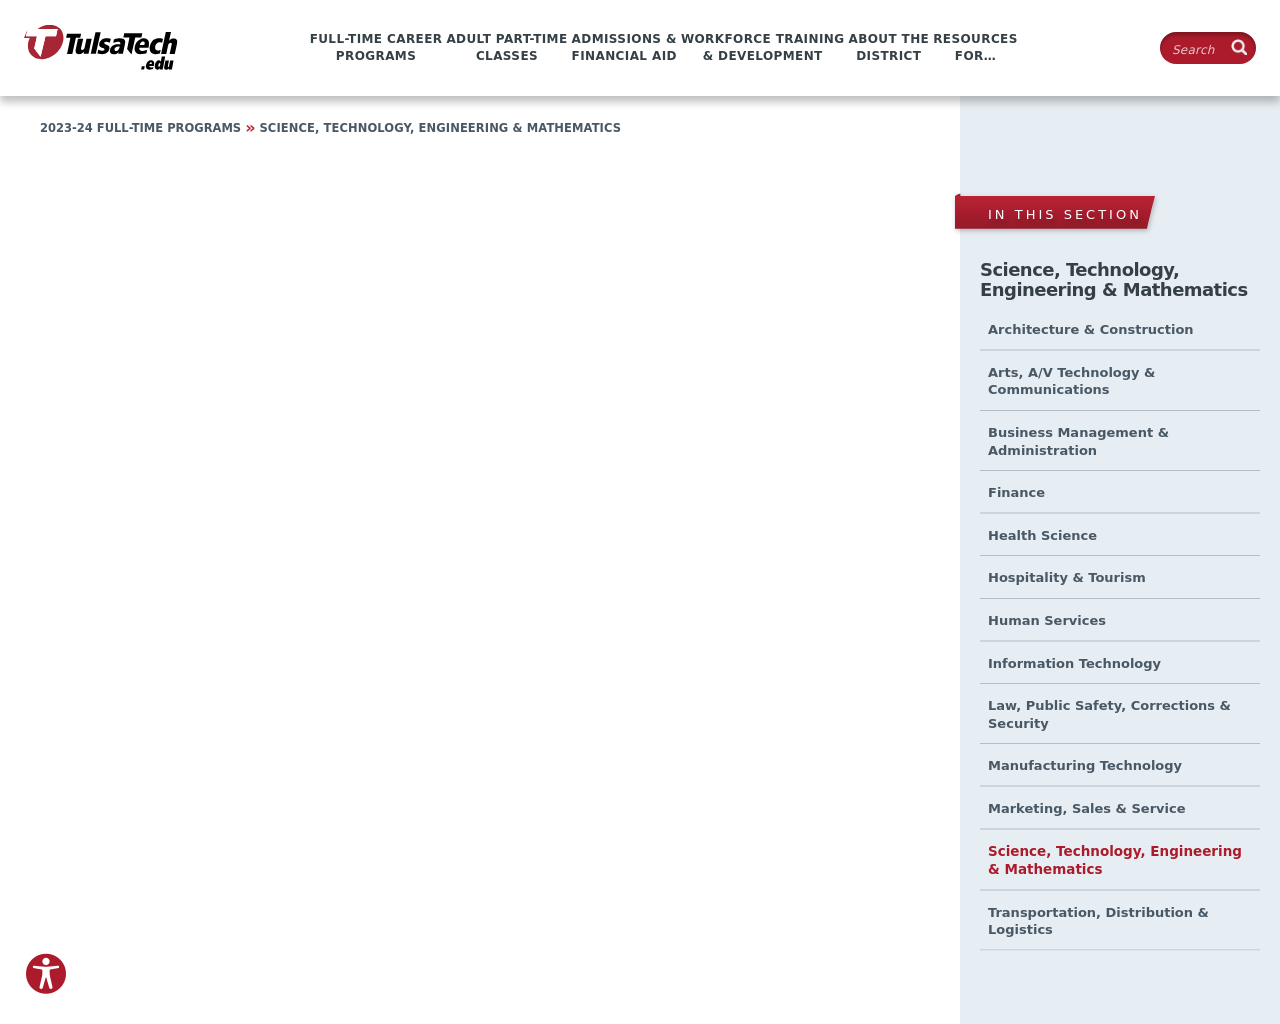 TulsaTech
.edu
FULL-TIME CAREER PROGRAMS
ADULT PART-TIME CLASSES
ADMISSIONS & FINANCIAL AID
WORKFORCE TRAINING & DEVELOPMENT
ABOUT THE DISTRICT
RESOURCES FOR...
Search
2023-24 FULL-TIME PROGRAMS » SCIENCE, TECHNOLOGY, ENGINEERING & MATHEMATICS
IN THIS SECTION
Science, Technology,
Engineering & Mathematics
Architecture & Construction
Arts, A/V Technology &
Communications
Business Management &
Administration
Finance
Health Science
Hospitality & Tourism
Human Services
Information Technology
Law, Public Safety, Corrections &
Security
Manufacturing Technology
Marketing, Sales & Service
Science, Technology, Engineering
& Mathematics
Transportation, Distribution &
Logistics